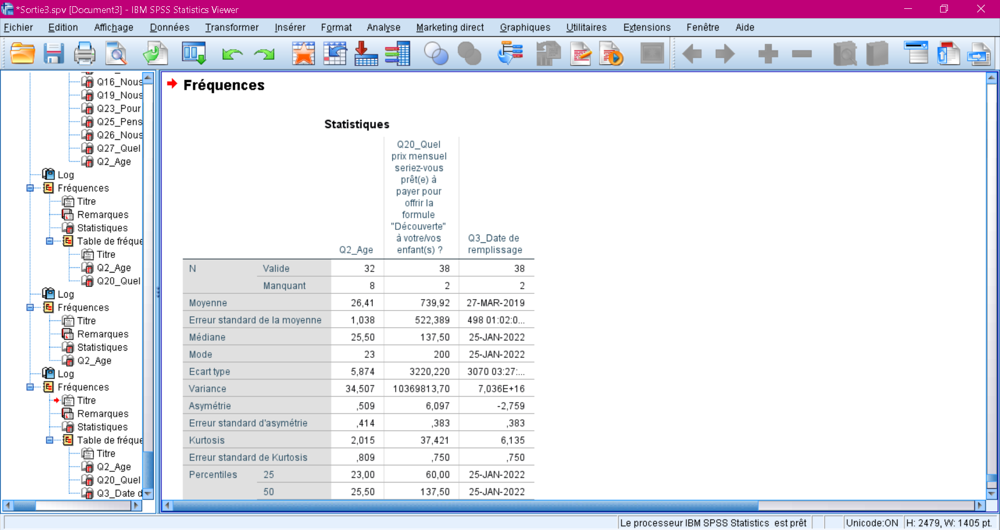 *Sortie3.spv [Document3] - IBM SPSS Statistics Viewer
Fichier Edition Affichage Données Transformer Insérer Format Analyse Marketing direct Graphiques Utilitaires Extensions Fenêtre Aide
Q16_Nous
Q19_Nous
Q23_Pour
Q25_Pens
Q26_Nous
Q27_Quel
Q2_Age
Log
Fréquences
Titre
Remarques
Statistiques
Table de fréque
Titre
Q2_Age
Q20_Quel
Log
Fréquences
Titre
Remarques
Statistiques
Q2_Age
Log
Fréquences
Titre
Remarques
Statistiques
Table de fréque
Titre
Q2_Age
Q20_Quel
Q3_Date d
Fréquences
Statistiques
Q2_Age
Q20_Quel
prix mensuel
seriez-vous
prêt(e) à
payer pour
offrir la
formule
"Découverte"
à votre/vos
enfant(s) ?
Q3_Date de
remplissage
N Valide 32 38 38
Manquant 8 2 2
Moyenne 26,41 739,92 27-MAR-2019
Erreur standard de la moyenne 1,038 522,389 498 01:02:0...
Médiane 25,50 137,50 25-JAN-2022
Mode 23 200 25-JAN-2022
Ecart type 5,874 3220,220 3070 03:27:...
Variance 34,507 10369813,70 7,036E+16
Asymétrie ,509 6,097 -2,759
Erreur standard d'asymétrie ,414 ,383 ,383
Kurtosis 2,015 37,421 6,135
Erreur standard de Kurtosis ,809 ,750 ,750
Percentiles 25 23,00 60,00 25-JAN-2022
50 25,50 137,50 25-JAN-2022
Le processeur IBM SPSS Statistics est prêt Unicode:ON H: 2479, W: 1405 pt.